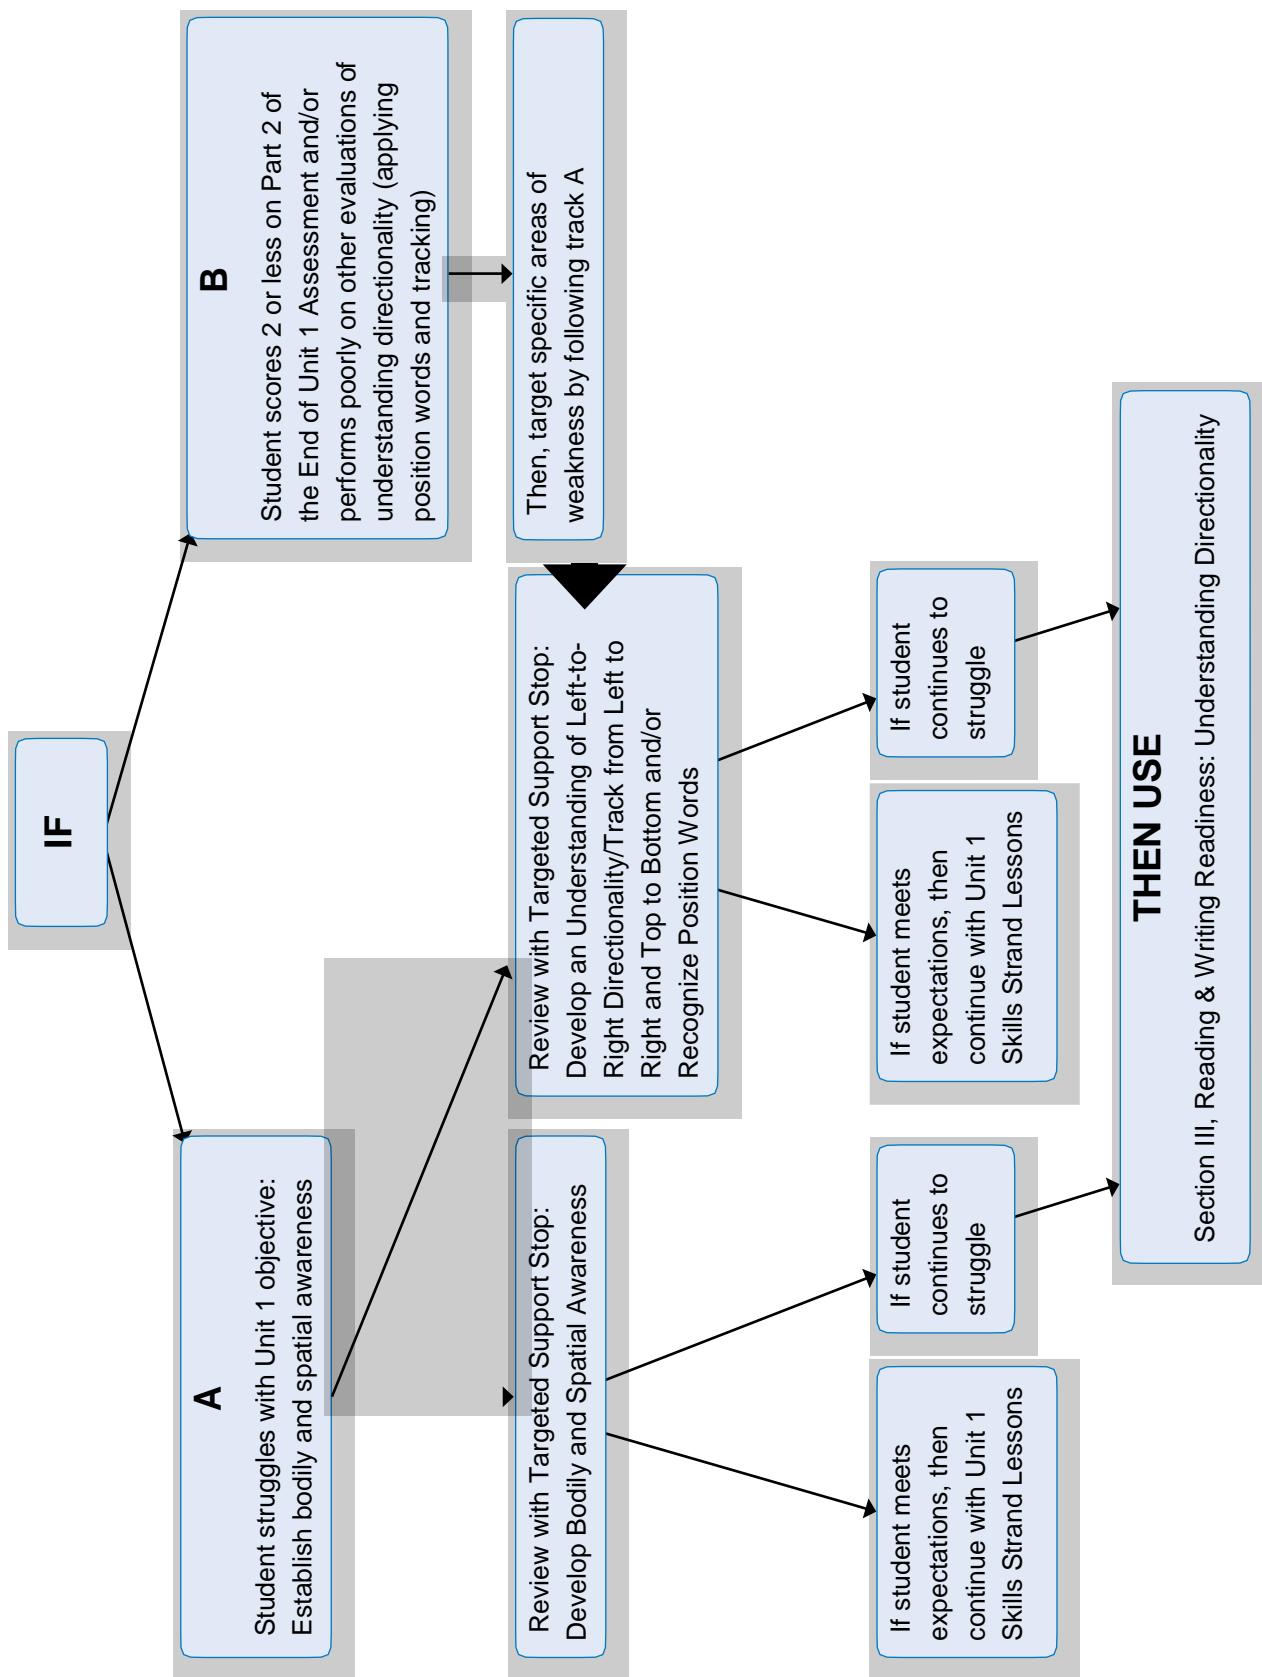 IF
A
Student struggles with Unit 1 objective:
Establish bodily and spatial awareness
B
Student scores 2 or less on Part 2 of
the End of Unit 1 Assessment and/or
performs poorly on other evaluations of
understanding directionality (applying
position words and tracking)
Review with Targeted Support Stop:
Develop Bodily and Spatial Awareness
Review with Targeted Support Stop:
Develop an Understanding of Left-to-
Right Directionality/Track from Left to
Right and Top to Bottom and/or
Recognize Position Words
Then, target specific areas of
weakness by following track A
If student meets
expectations, then
continue with Unit 1
Skills Strand Lessons
If student
continues to
struggle
If student meets
expectations, then
continue with Unit 1
Skills Strand Lessons
If student
continues to
struggle
THEN USE
Section III, Reading & Writing Readiness: Understanding Directionality